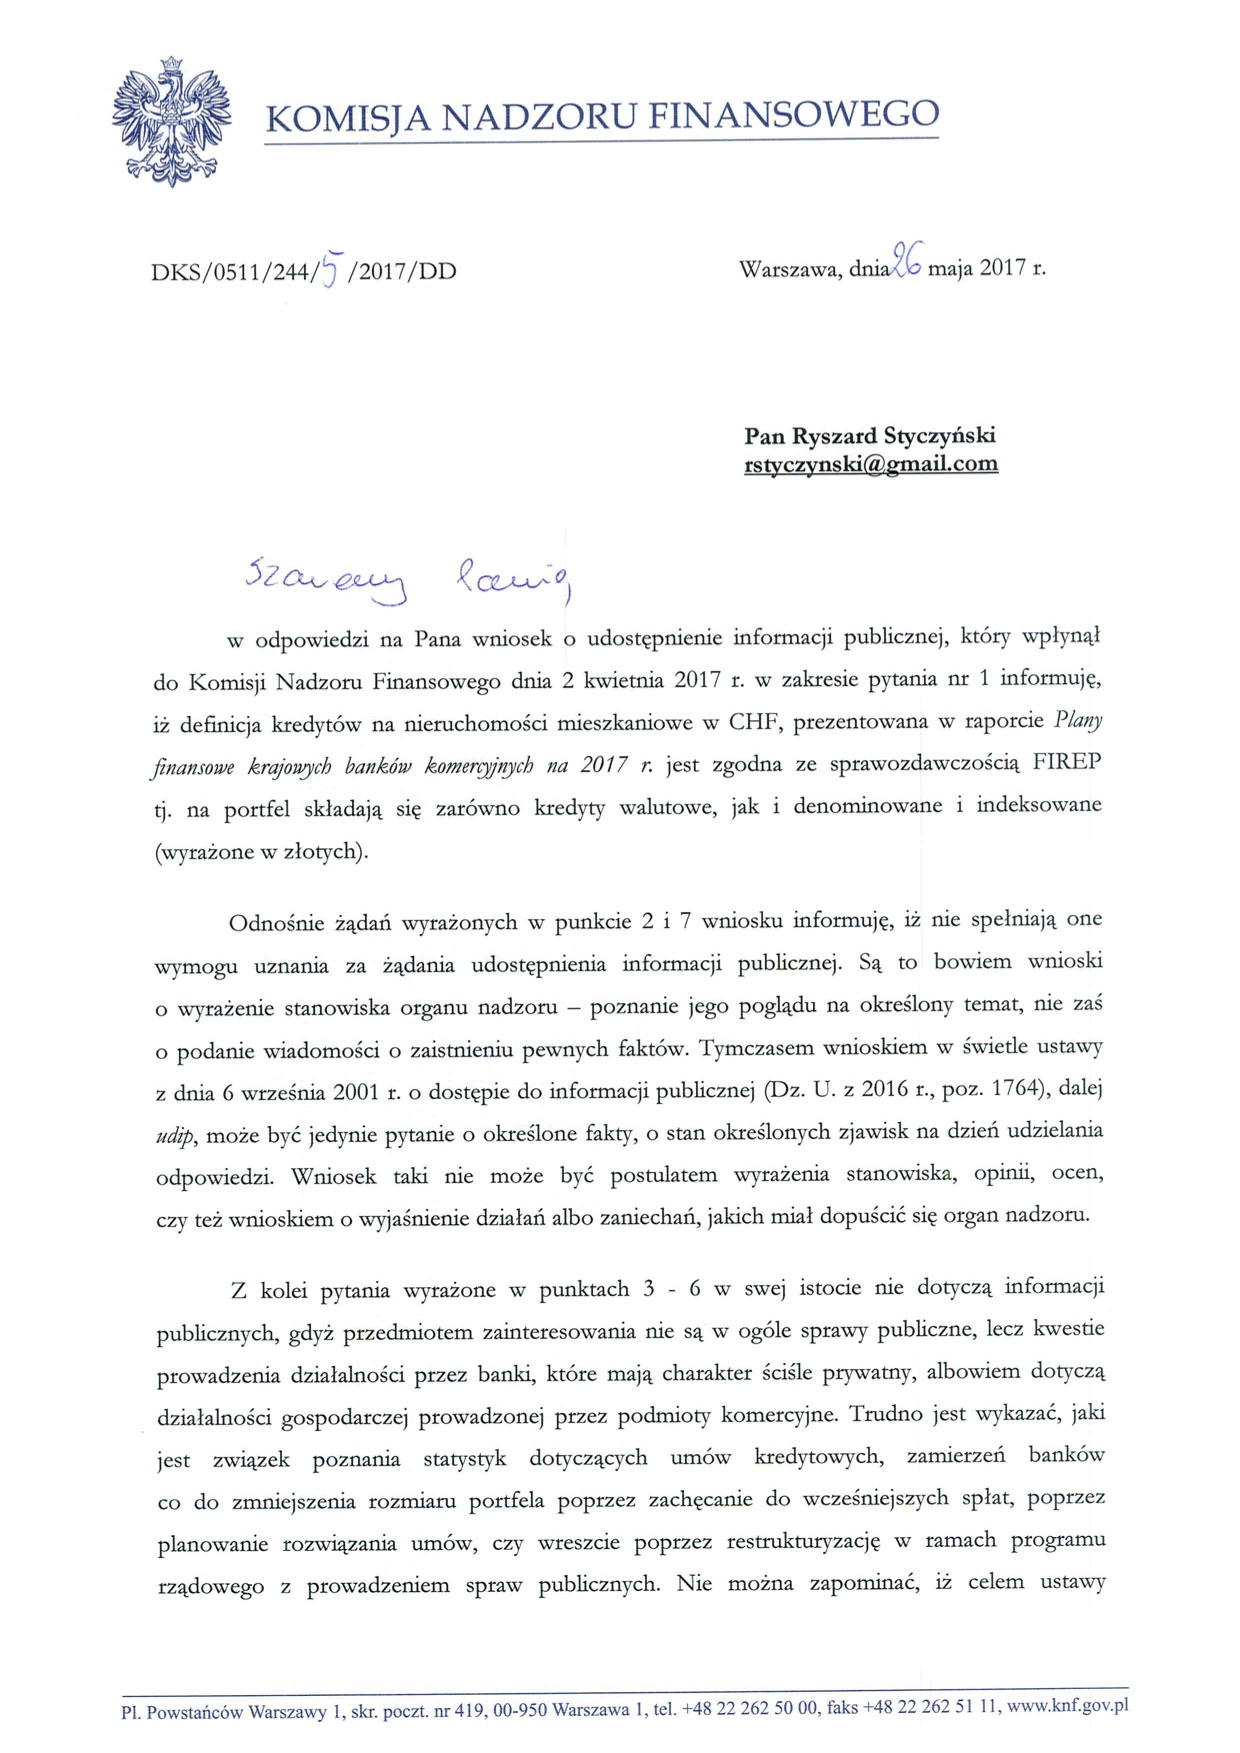 KOMISJA NADZORU FINANSOWEGO
DKS/0511/244/5/2017/DD
Warszawa, dnia 26 maja 2017 r.
Pan Ryszard Styczyński
rstyczynski@gmail.com
Szanowny Panie,
w odpowiedzi na Pana wniosek o udostępnienie informacji publicznej, który wpłynął
do Komisji Nadzoru Finansowego dnia 2 kwietnia 2017 r. w zakresie pytania nr 1 informuję,
iż definicja kredytów na nieruchomości mieszkaniowe w CHF, prezentowana w raporcie Plany
finansowe krajowych banków komercyjnych na 2017 r. jest zgodna ze sprawozdawczością FIREP
tj. na portfel składają się zarówno kredyty walutowe, jak i denominowane i indeksowane
(wyrażone w złotych).
Odnośnie żądań wyrażonych w punkcie 2 i 7 wniosku informuję, iż nie spełniają one
wymogu uznania za żądania udostępnienia informacji publicznej. Są to bowiem wnioski
o wyrażenie stanowiska organu nadzoru – poznanie jego poglądu na określony temat, nie zaś
o podanie wiadomości o zaistnieniu pewnych faktów. Tymczasem wnioskiem w świetle ustawy
z dnia 6 września 2001 r. o dostępie do informacji publicznej (Dz. U. z 2016 r., poz. 1764), dalej
udip, może być jedynie pytanie o określone fakty, o stan określonych zjawisk na dzień udzielania
odpowiedzi. Wniosek taki nie może być postulatem wyrażenia stanowiska, opinii, ocen,
czy też wnioskiem o wyjaśnienie działań albo zaniechań, jakich miał dopuścić się organ nadzoru.
Z kolei pytania wyrażone w punktach 3 - 6 w swej istocie nie dotyczą informacji
publicznych, gdyż przedmiotem zainteresowania nie są w ogóle sprawy publiczne, lecz kwestie
prowadzenia działalności przez banki, które mają charakter ściśle prywatny, albowiem dotyczą
działalności gospodarczej prowadzonej przez podmioty komercyjne. Trudno jest wykazać, jaki
jest związek poznania statystyk dotyczących umów kredytowych, zamierzeń banków
co do zmniejszenia rozmiaru portfela poprzez zachęcanie do wcześniejszych spłat, poprzez
planowanie rozwiązania umów, czy wreszcie poprzez restrukturyzację w ramach programu
rządowego z prowadzeniem spraw publicznych. Nie można zapominać, iż celem ustawy
Pl. Powstańców Warszawy 1, skr. poczt. nr 419, 00-950 Warszawa 1, tel. +48 22 262 50 00, faks +48 22 262 51 11, www.knf.gov.pl